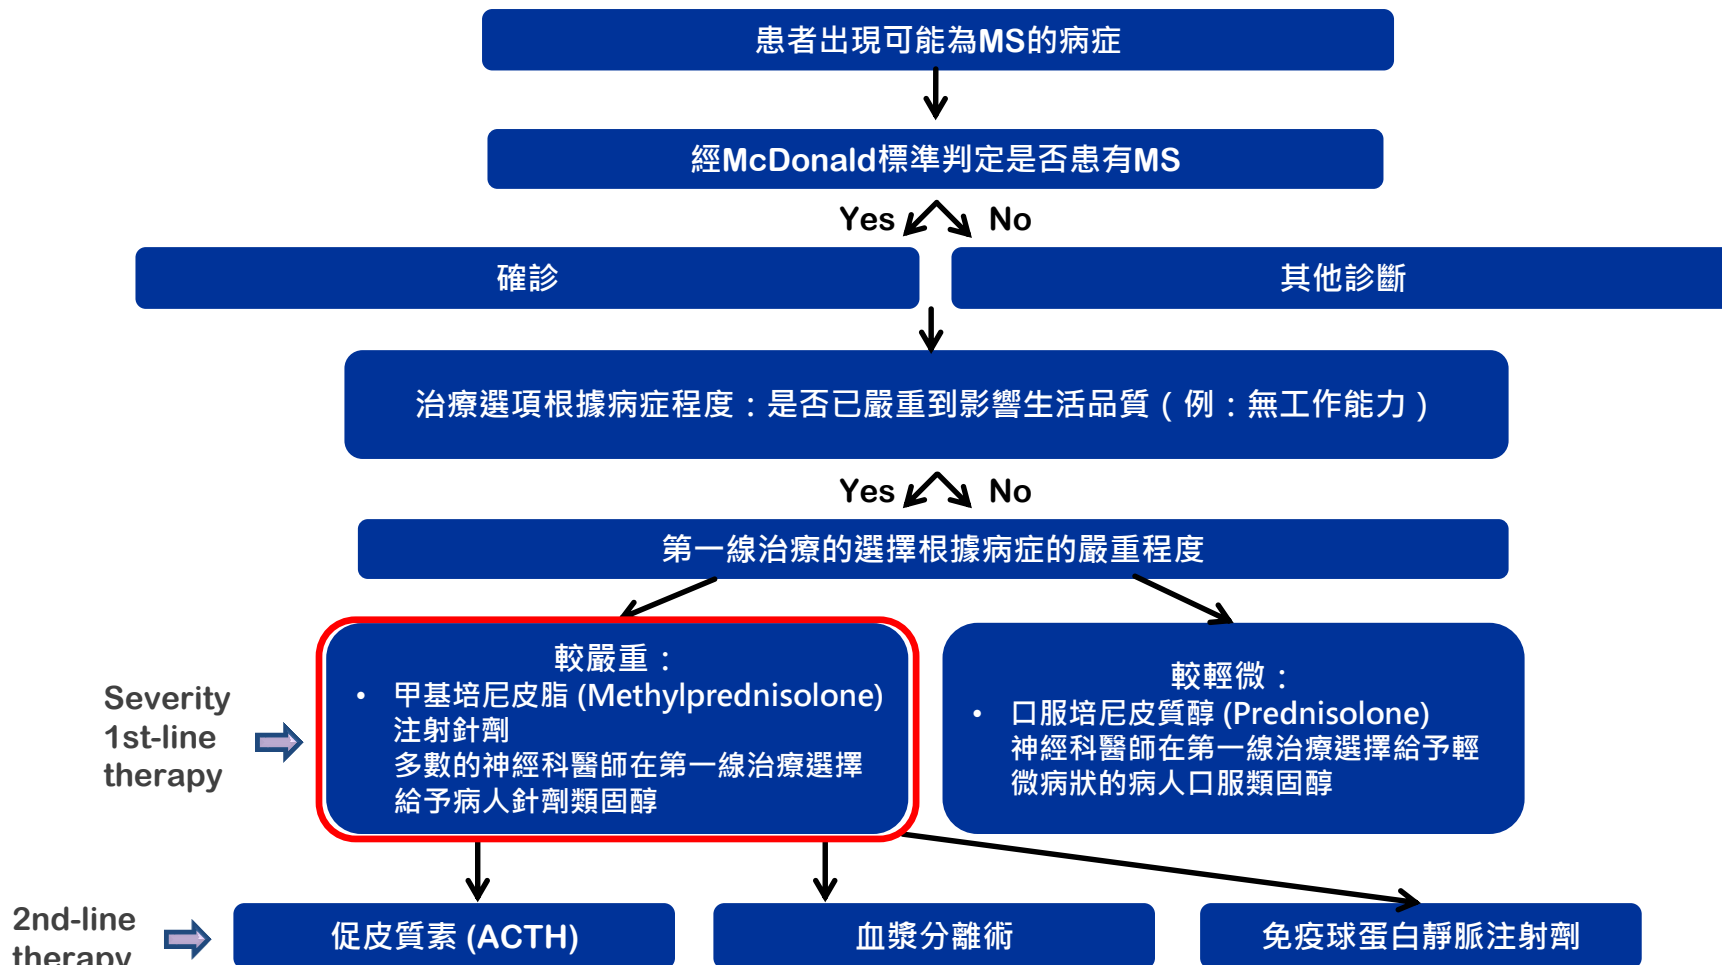 患者出現可能為MS的病症
經McDonald標準判定是否患有MS
Yes No
確診
其他診斷
治療選項根據病症程度：是否已嚴重到影響生活品質（例：無工作能力）
Yes No
第一線治療的選擇根據病症的嚴重程度
Severity
1st-line
therapy
較嚴重：
• 甲基培尼皮脂 (Methylprednisolone)
注射針劑
多數的神經科醫師在第一線治療選擇
給予病人針劑類固醇
較輕微：
• 口服培尼皮質醇 (Prednisolone)
神經科醫師在第一線治療選擇給予輕
微病狀的病人口服類固醇
2nd-line
therapy
促皮質素 (ACTH)
血漿分離術
免疫球蛋白靜脈注射劑